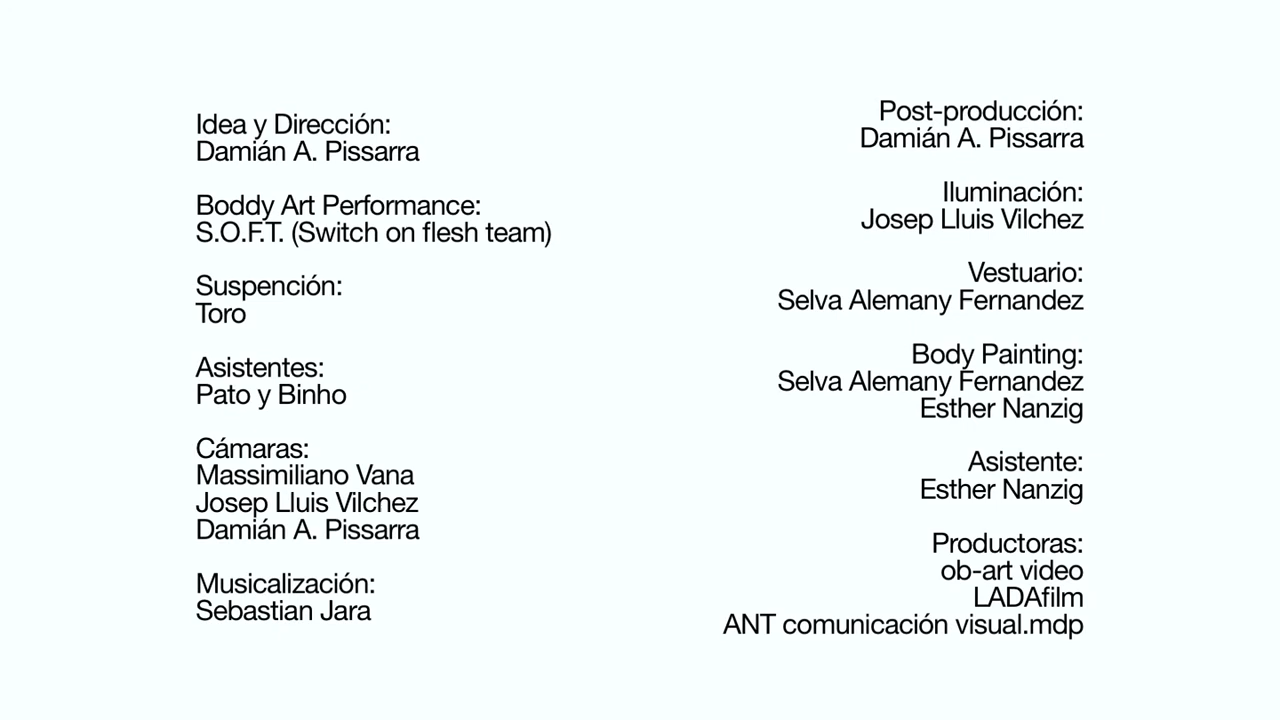 Idea y Dirección:
Damián A. Pissarra
Boddy Art Performance:
S.O.F.T. (Switch on flesh team)
Suspención:
Toro
Asistentes:
Pato y Binho
Cámaras:
Massimiliano Vana
Josep Lluis Vilchez
Damián A. Pissarra
Musicalización:
Sebastian Jara
Post-producción:
Damián A. Pissarra
Iluminación:
Josep Lluis Vilchez
Vestuario:
Selva Alemany Fernandez
Body Painting:
Selva Alemany Fernandez
Esther Nanzig
Asistente:
Esther Nanzig
Productoras:
ob-art video
LADAfilm
ANT comunicación visual.mdp